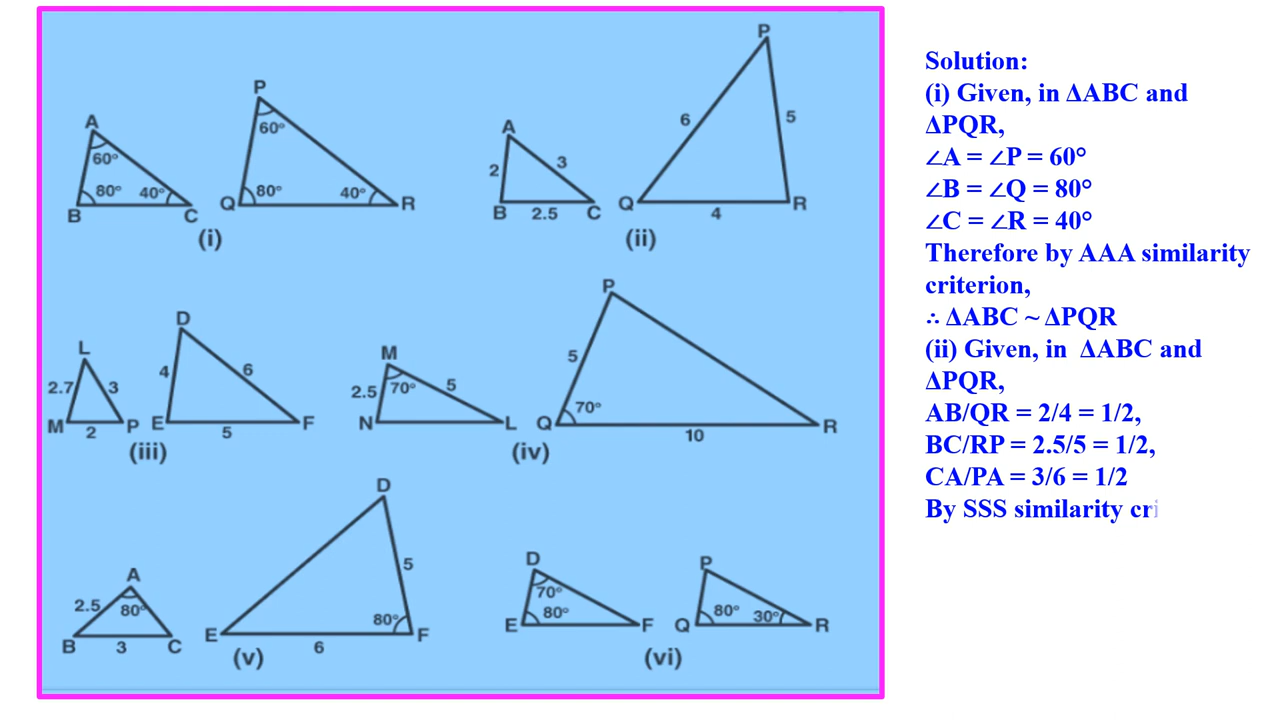 A
60°
80°
40°
B
C
P
60°
80°
40°
Q
R
(i)
A
2
3
B
2.5
C
P
6
5
Q
4
R
(ii)
L
2.7
3
M
2
P
D
4
6
E
5
F
(iii)
M
2.5
70°
5
N
L
P
5
70°
Q
10
R
(iv)
A
2.5
80°
B
3
C
D
5
80°
E
6
F
(v)
D
70°
80°
E
F
P
80°
30°
Q
R
(vi)
Solution:
(i) Given, in ΔABC and
ΔPQR,
∠A = ∠P = 60°
∠B = ∠Q = 80°
∠C = ∠R = 40°
Therefore by AAA similarity
criterion,
∴ ΔABC ~ ΔPQR
(ii) Given, in ΔABC and
ΔPQR,
AB/QR = 2/4 = 1/2,
BC/RP = 2.5/5 = 1/2,
CA/PA = 3/6 = 1/2
By SSS similarity cri